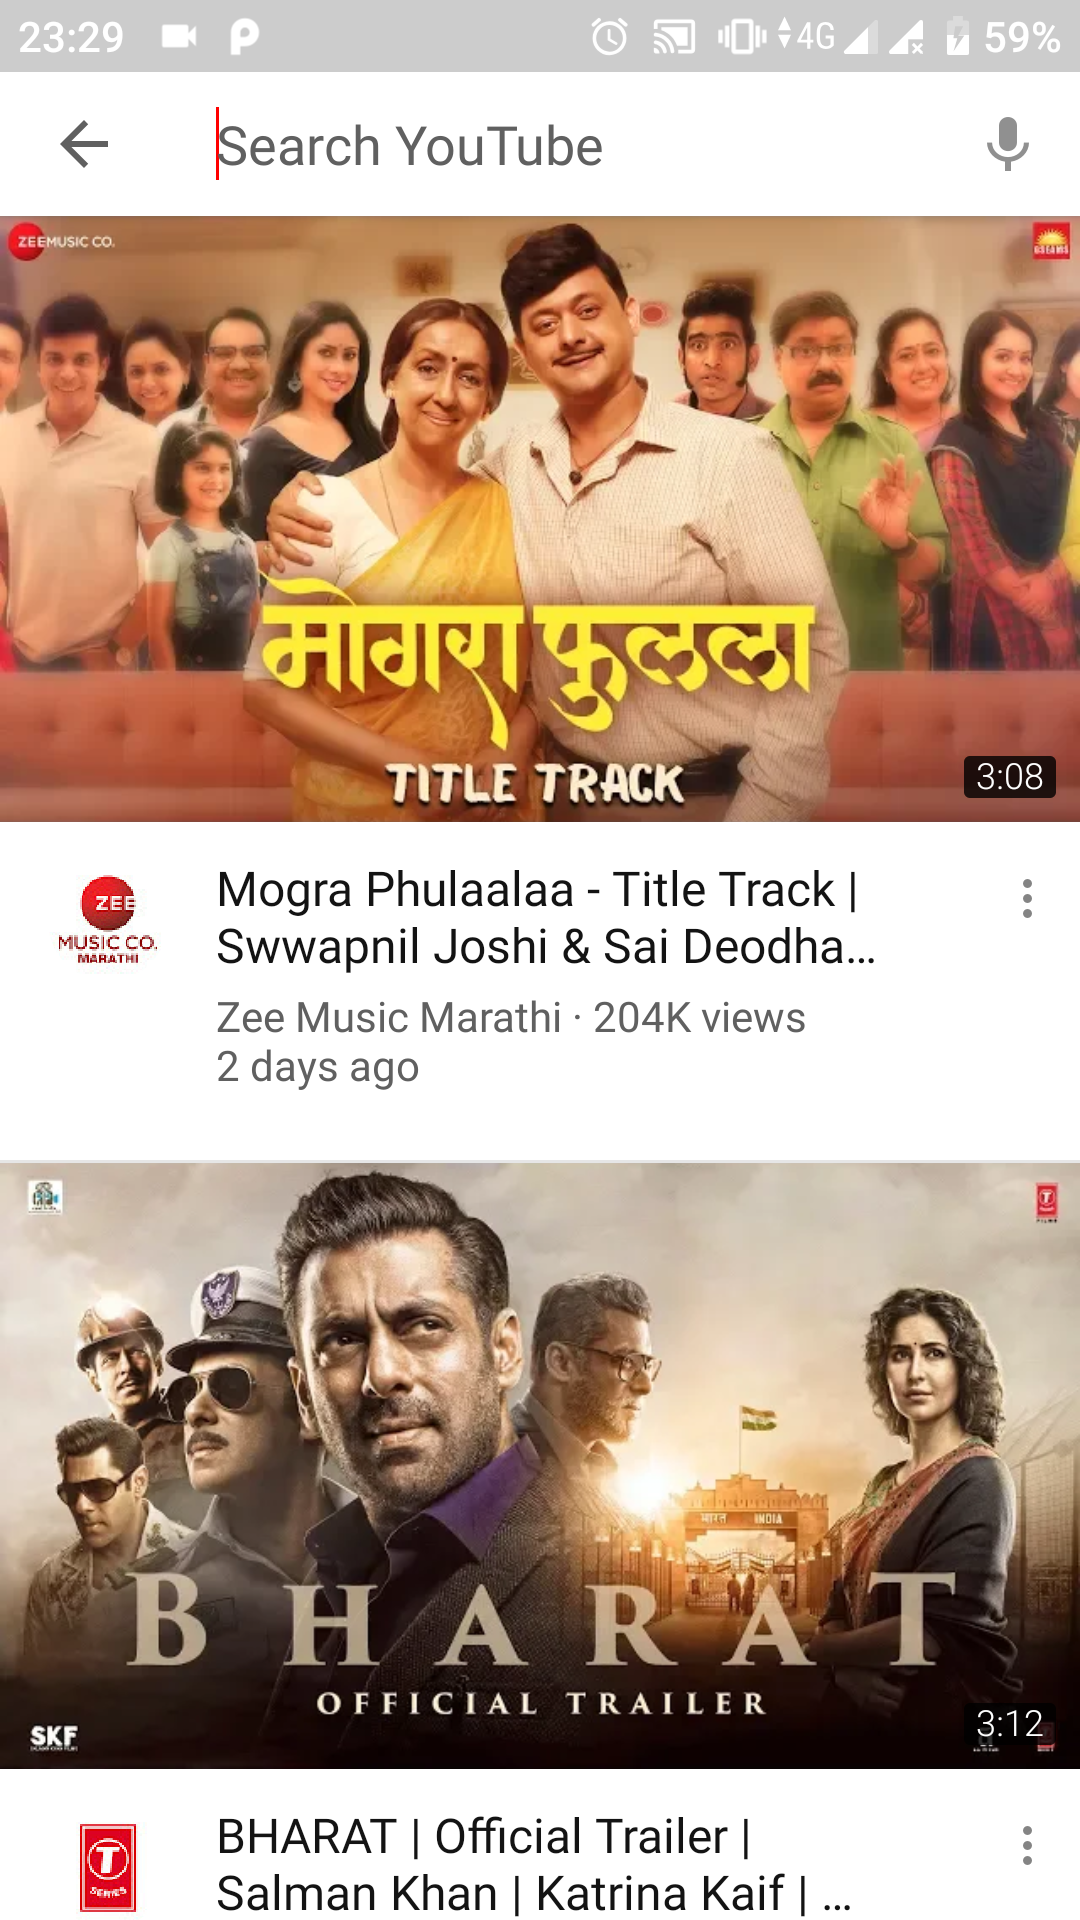 23:29
4G
59%
Search YouTube
ZEE MUSIC CO.
मोगरा फुलला
TITLE TRACK
3:08
ZEE
MUSIC CO.
MARATHI
Mogra Phulaalaa - Title Track |
Swwapnil Joshi & Sai Deodha...
Zee Music Marathi · 204K views
2 days ago
भारत INDIA
BHARAT
OFFICIAL TRAILER
SKF
3:12
T
SERIES
BHARAT | Official Trailer |
Salman Khan | Katrina Kaif | ...